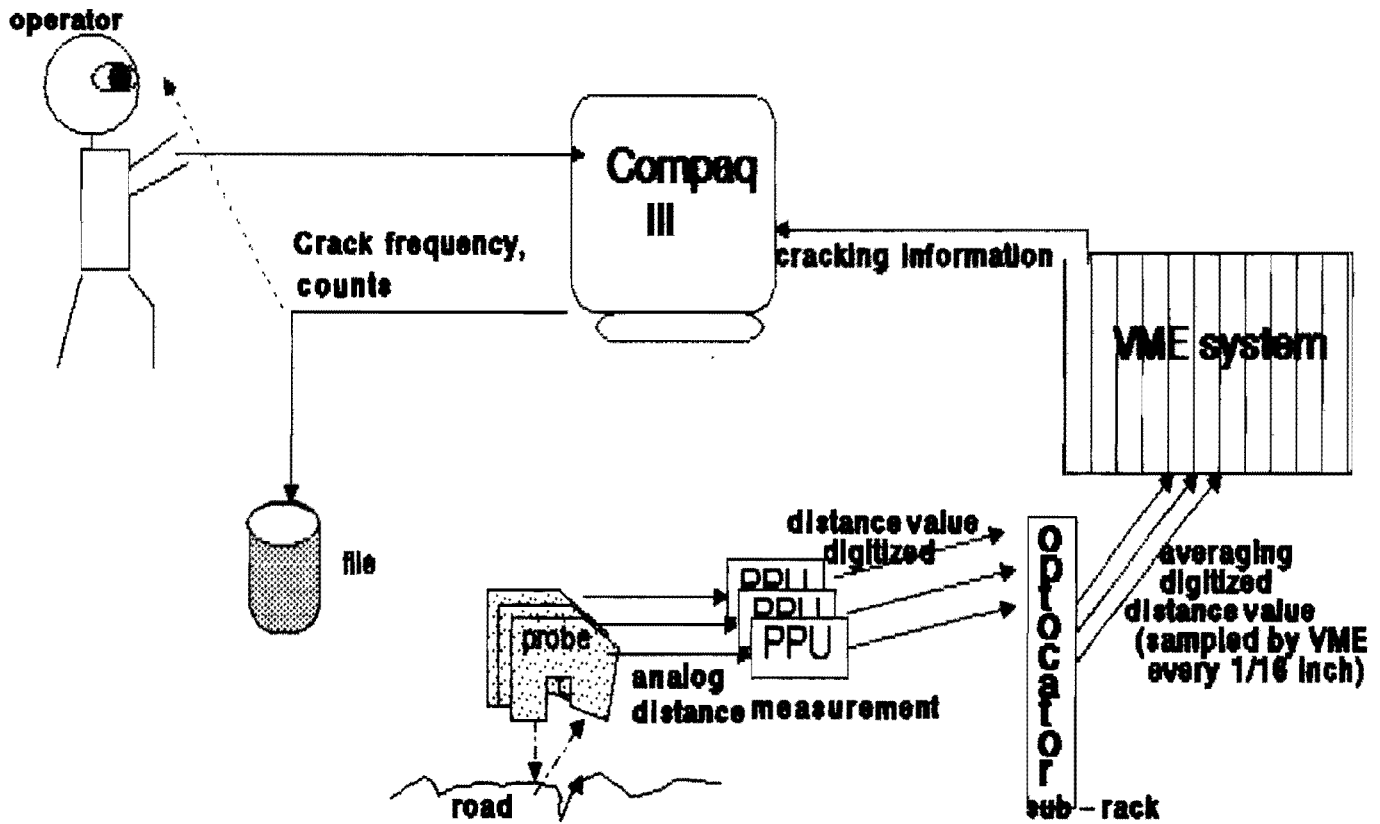 operator
Compaq
III
Crack frequency,
counts
cracking information
VME system
file
distance value
digitized
PPU
PPU
PPU
probe
analog
distance measurement
optocator
averaging
digitized
distance value
(sampled by VME
every 1/16 inch)
road
sub-rack